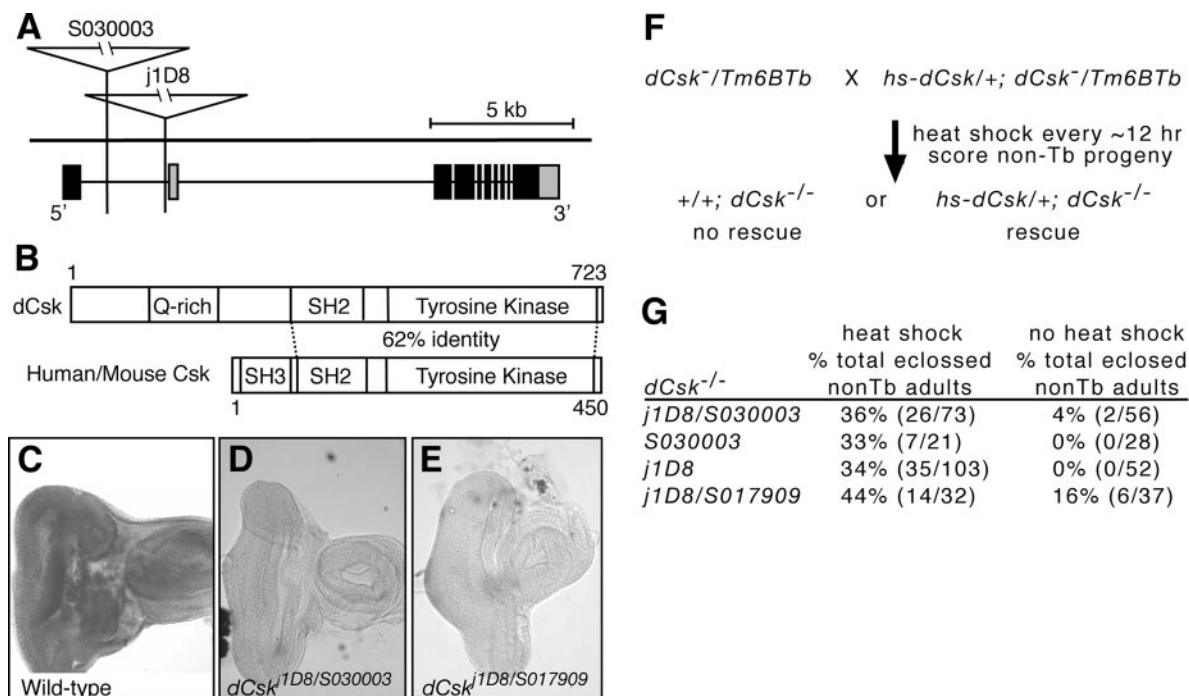 A
S030003
j1D8
5 kb
5’
3’
B
1
723
dCsk
Q-rich
SH2
Tyrosine Kinase
62% identity
Human/Mouse Csk
SH3
SH2
Tyrosine Kinase
1
450
C
Wild-type
D
dCsk j1D8/S030003
E
dCsk j1D8/S017909
F
dCsk-/Tm6BTb X hs-dCsk/+; dCsk-/Tm6BTb
heat shock every ~12 hr
score non-Tb progeny
+/+; dCsk-/- or hs-dCsk/+; dCsk-/-
no rescue rescue
G
heat shock no heat shock
% total eclossed % total eclosed
dCsk-/- nonTb adults nonTb adults
j1D8/S030003 36% (26/73) 4% (2/56)
S030003 33% (7/21) 0% (0/28)
j1D8 34% (35/103) 0% (0/52)
j1D8/S017909 44% (14/32) 16% (6/37)